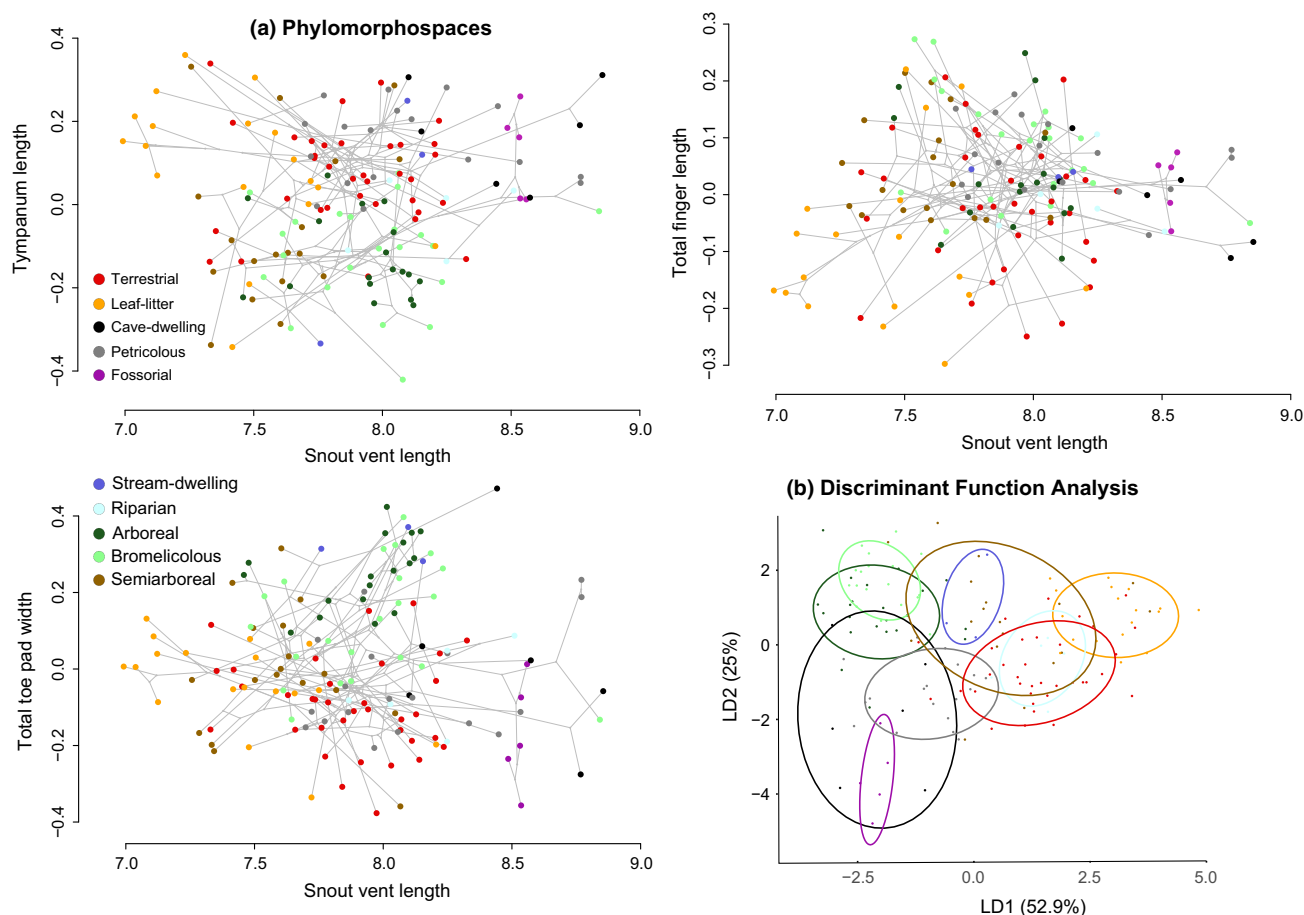 (a) Phylomorphospaces
Tympanum length
0.4
0.2
0.0
−0.2
−0.4
Terrestrial
Leaf-litter
Cave-dwelling
Petricolous
Fossorial
7.0 7.5 8.0 8.5 9.0
Snout vent length
Total finger length
0.3
0.2
0.1
0.0
−0.1
−0.2
−0.3
7.0 7.5 8.0 8.5 9.0
Snout vent length
Total toe pad width
0.4
0.2
0.0
−0.2
−0.4
Stream-dwelling
Riparian
Arboreal
Bromelicolous
Semiarboreal
7.0 7.5 8.0 8.5 9.0
Snout vent length
(b) Discriminant Function Analysis
LD2 (25%)
2
0
−2
−4
−2.5 0.0 2.5 5.0
LD1 (52.9%)